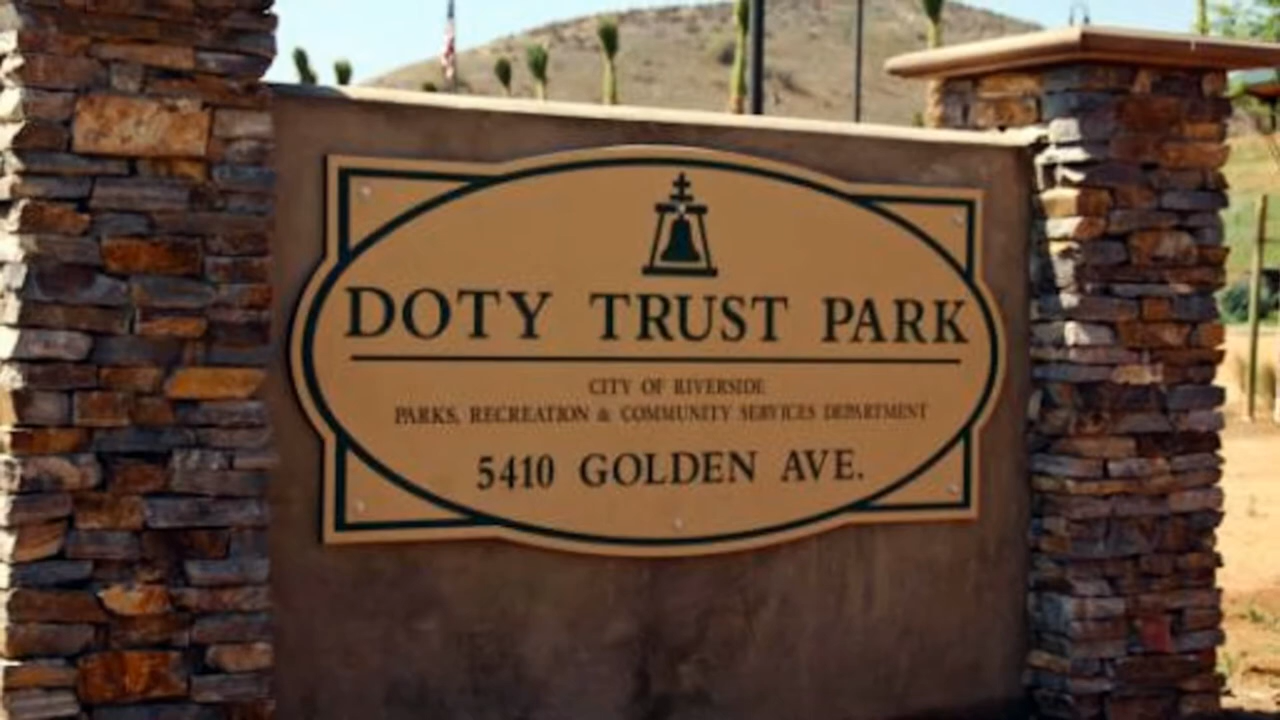 DOTY TRUST PARK
CITY OF RIVERSIDE
PARKS, RECREATION & COMMUNITY SERVICES DEPARTMENT
5410 GOLDEN AVE.